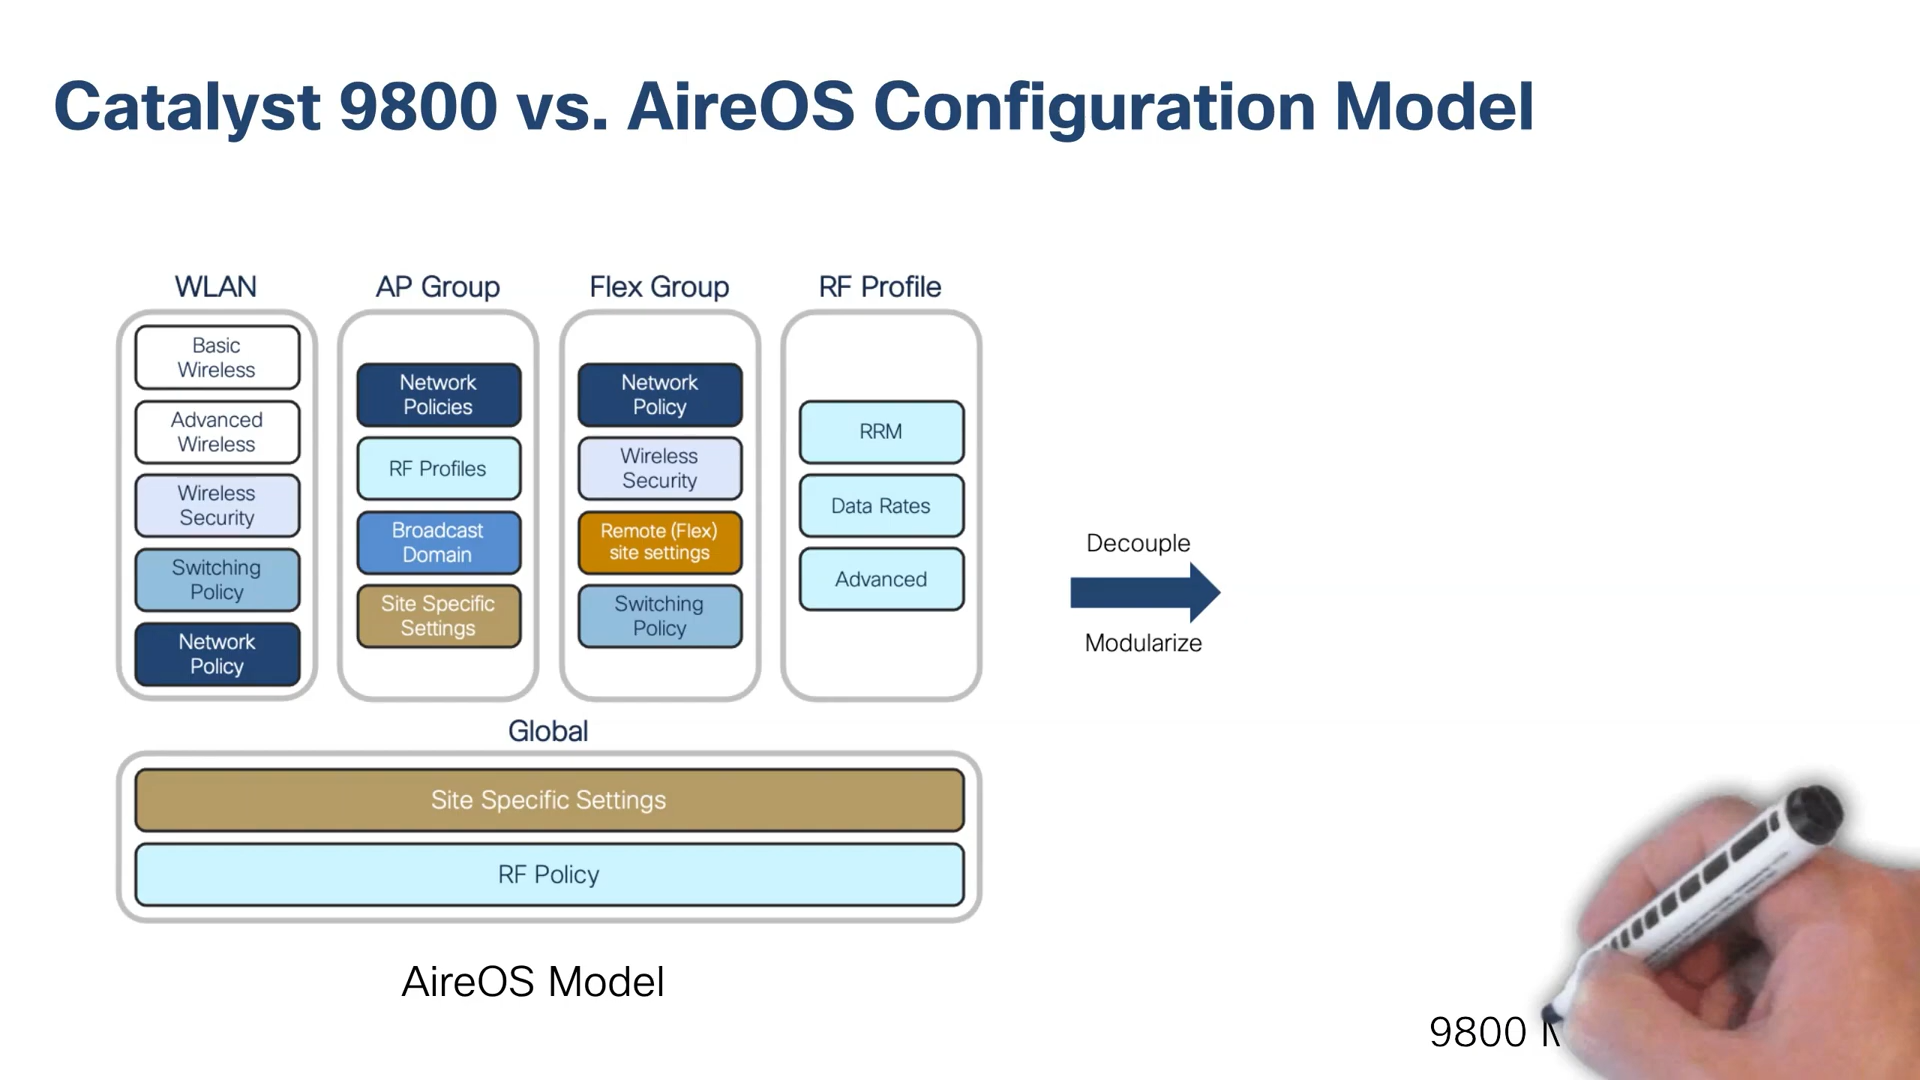 Catalyst 9800 vs. AireOS Configuration Model
WLAN
Basic
Wireless
Advanced
Wireless
Wireless
Security
Switching
Policy
Network
Policy
AP Group
Network
Policies
RF Profiles
Broadcast
Domain
Site Specific
Settings
Flex Group
Network
Policy
Wireless
Security
Remote (Flex)
site settings
Switching
Policy
RF Profile
RRM
Data Rates
Advanced
Global
Site Specific Settings
RF Policy
AireOS Model
Decouple
Modularize
9800